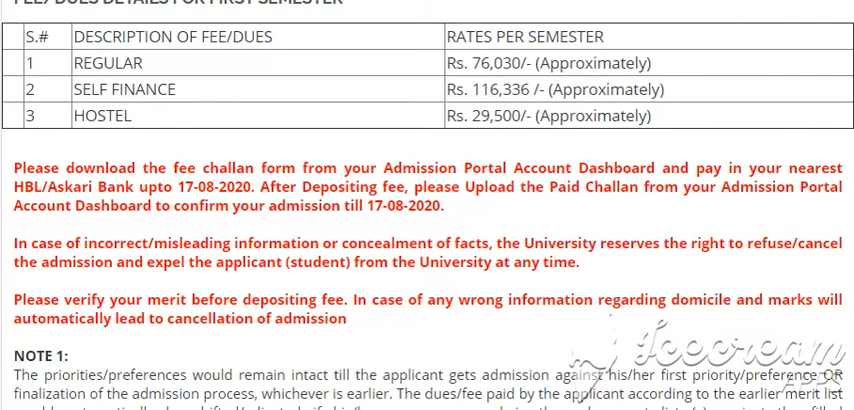 FEE/ DUES DETAILS FOR FIRST SEMESTER
S.# DESCRIPTION OF FEE/DUES RATES PER SEMESTER
1 REGULAR Rs. 76,030/- (Approximately)
2 SELF FINANCE Rs. 116,336 /- (Approximately)
3 HOSTEL Rs. 29,500/- (Approximately)
Please download the fee challan form from your Admission Portal Account Dashboard and pay in your nearest
HBL/Askari Bank upto 17-08-2020. After Depositing fee, please Upload the Paid Challan from your Admission Portal
Account Dashboard to confirm your admission till 17-08-2020.
In case of incorrect/misleading information or concealment of facts, the University reserves the right to refuse/cancel
the admission and expel the applicant (student) from the University at any time.
Please verify your merit before depositing fee. In case of any wrong information regarding domicile and marks will
automatically lead to cancellation of admission
Icecream
APPS
NOTE 1:
The priorities/preferences would remain intact till the applicant gets admission against his/her first priority/preference OR
finalization of the admission process, whichever is earlier. The dues/fee paid by the applicant according to the earlier merit list